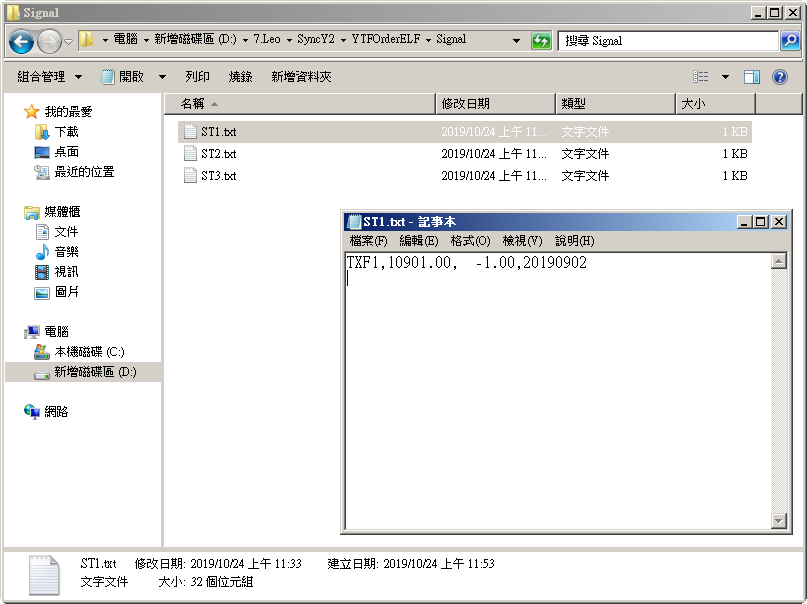 Signal
電腦 新增磁碟區 (D:) 7.Leo SyncY2 YTFOrderELF Signal
搜尋 Signal
組合管理 開啟 列印 燒錄 新增資料夾
名稱 修改日期 類型 大小
ST1.txt 2019/10/24 上午 11... 文字文件 1 KB
ST2.txt 2019/10/24 上午 11... 文字文件 1 KB
ST3.txt 2019/10/24 上午 11... 文字文件 1 KB
我的最愛
下載
桌面
最近的位置
媒體櫃
文件
音樂
視訊
圖片
電腦
本機磁碟 (C:)
新增磁碟區 (D:)
網路
ST1.txt - 記事本
檔案(F) 編輯(E) 格式(O) 檢視(V) 說明(H)
TXF1,10901.00,  -1.00,20190902
ST1.txt 修改日期: 2019/10/24 上午 11:33 建立日期: 2019/10/24 上午 11:53
文字文件 大小: 32 個位元組